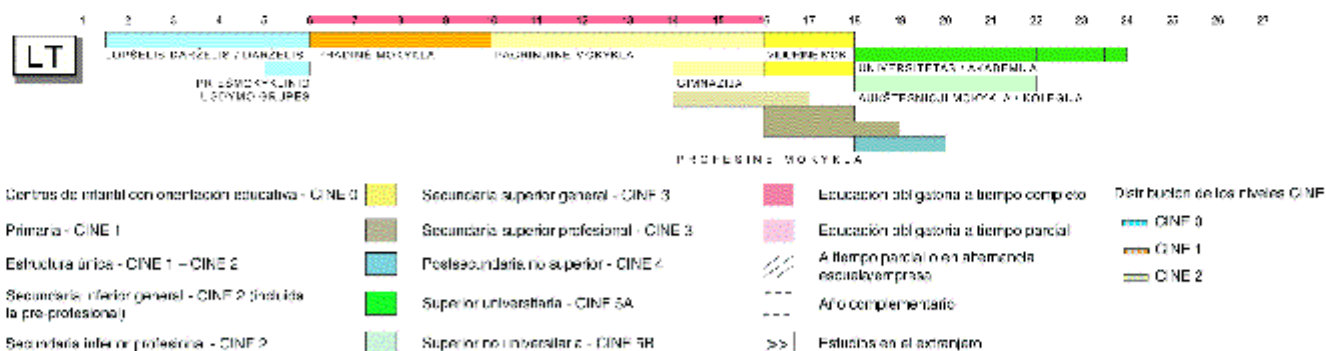 1 2 3 4 5 6 7 8 9 10 11 12 13 14 15 16 17 18 19 20 21 22 23 24 25 26 27
LT
LOPŠELIS DARŽELIS / DARŽELIS PRADINĖ MOKYKLA PAGRINDINĖ MOKYKLA VIDURINĖ MOK. UNIVERSITETAS / AKADEMIJA
PRIEŠMOKYKLINIO GIMNAZIJA
UGDYMO GRUPĖS AUKŠTESNIOJI MOKYKLA / KOLEGIJA
PROFESINĖ MOKYKLA
Centros de infantil con orientación educativa - CINE 0 Secundaria superior general - CINE 3 Educación obligatoria a tiempo completo Distribución de los niveles CINE
Primaria - CINE 1 Secundaria superior profesional - CINE 3 Educación obligatoria a tiempo parcial CINE 0
Estructura única - CINE 1 – CINE 2 Postsecundaria no superior - CINE 4 A tiempo parcial o en alternancia CINE 1
escuela/empresa CINE 2
Secundaria inferior general - CINE 2 (incluida Superior universitaria - CINE 5A Año complementario
la pre-profesional)
Secundaria inferior profesional - CINE 2 Superior no universitaria - CINE 5B >> Estudios en el extranjero